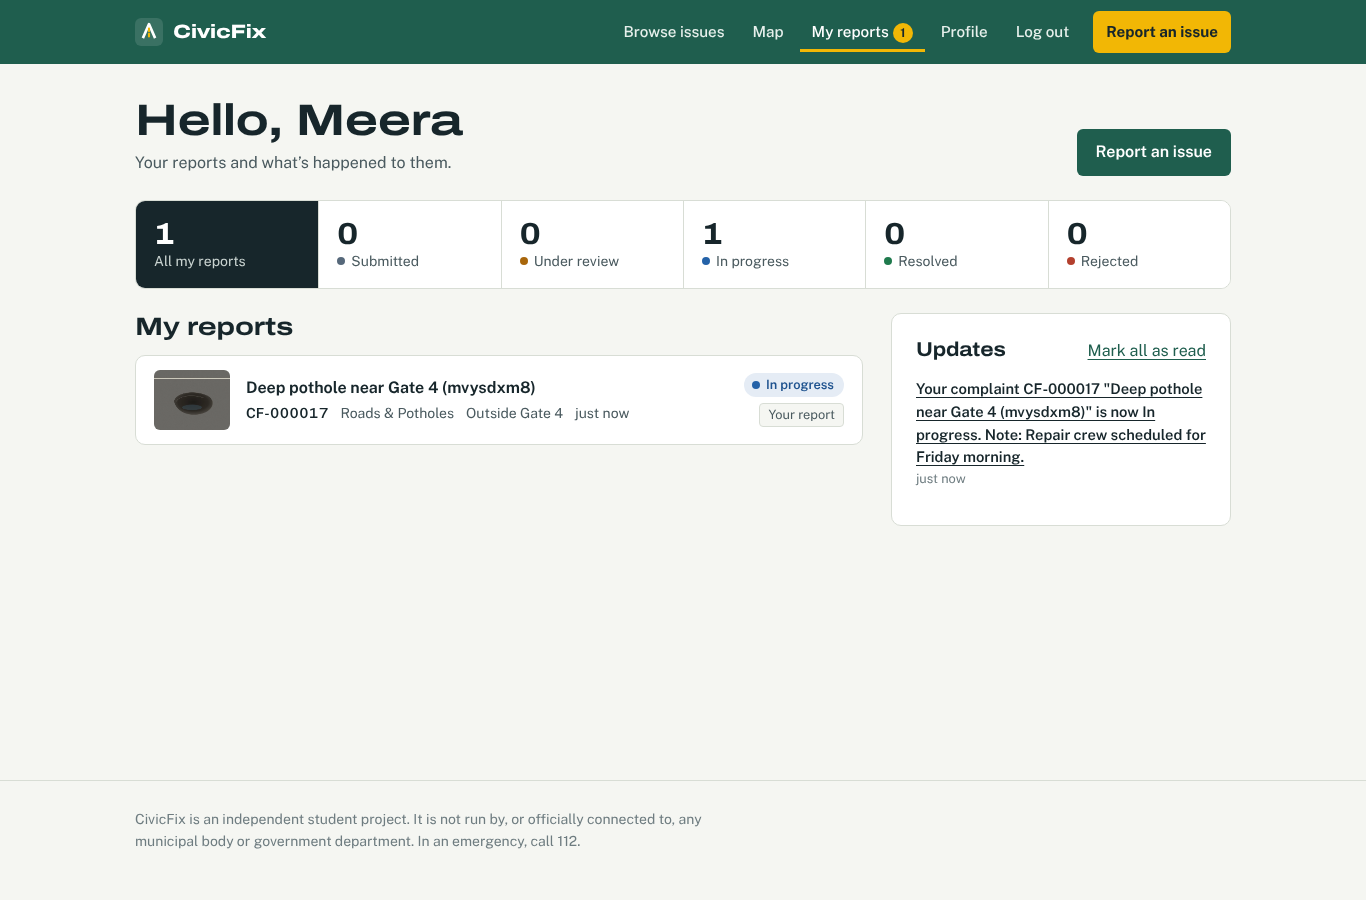 CivicFix
Browse issues
Map
My reports 1
Profile
Log out
Report an issue
Hello, Meera
Your reports and what's happened to them.
Report an issue
1
All my reports
0
Submitted
0
Under review
1
In progress
0
Resolved
0
Rejected
My reports
Deep pothole near Gate 4 (mvysdxm8)
CF-000017 Roads & Potholes Outside Gate 4 just now
In progress
Your report
Updates
Mark all as read
Your complaint CF-000017 "Deep pothole
near Gate 4 (mvysdxm8)" is now In
progress. Note: Repair crew scheduled for
Friday morning.
just now
CivicFix is an independent student project. It is not run by, or officially connected to, any
municipal body or government department. In an emergency, call 112.